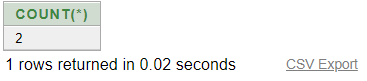 COUNT(*)
2
1 rows returned in 0.02 seconds CSV Export